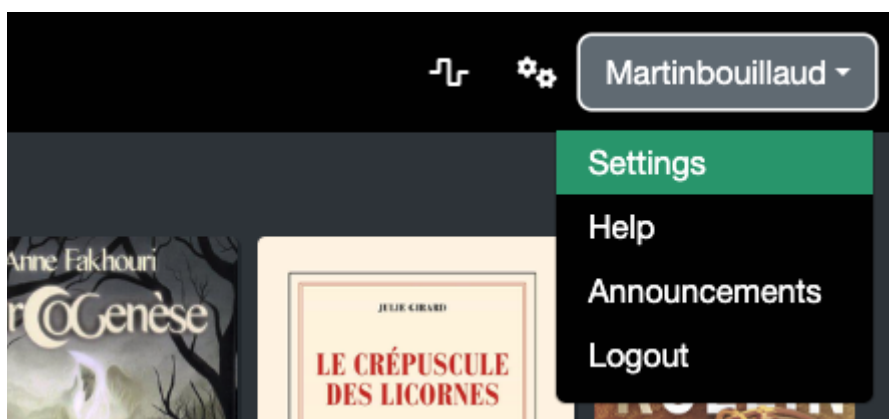 Martinbouillaud
Settings
Help
Announcements
Logout
Anne Fakhouri
JULIE GIRARD
LE CRÉPUSCULE
DES LICORNES